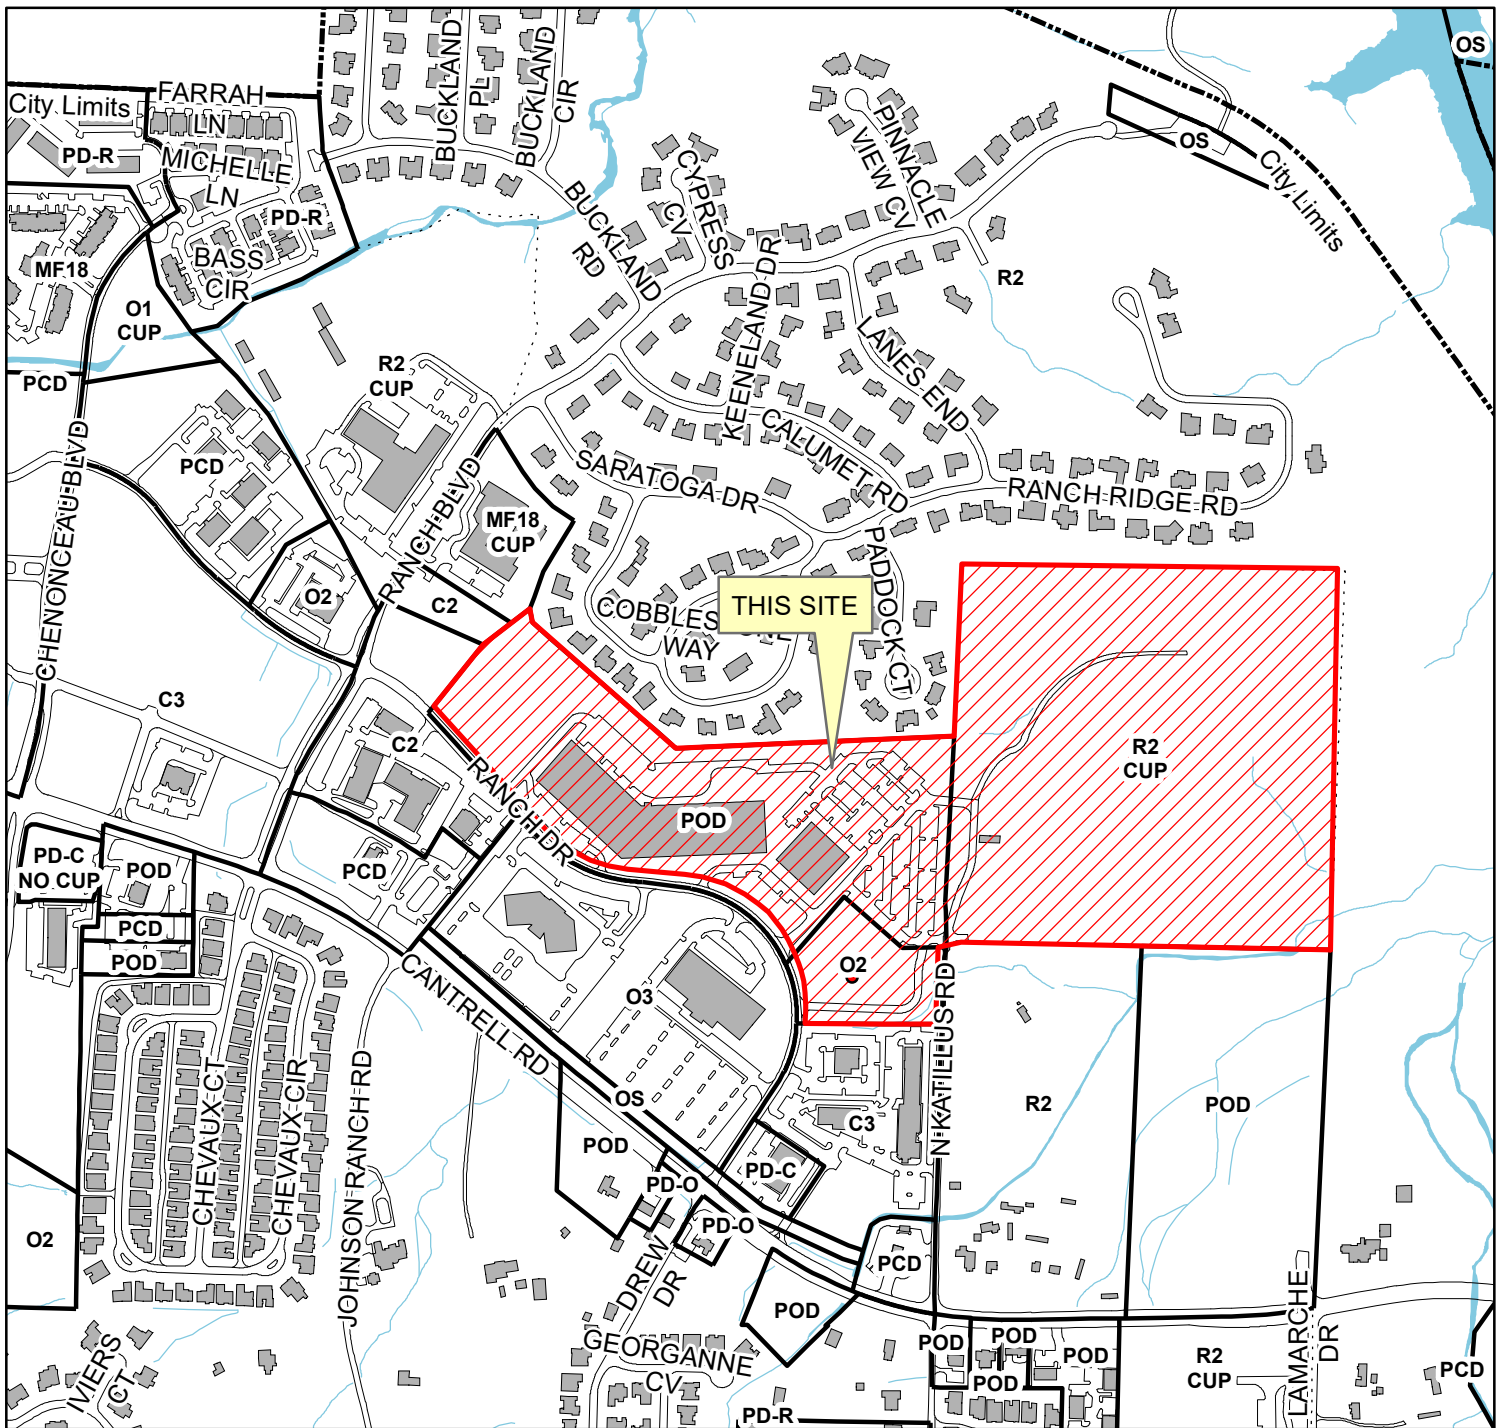 OS
FARRAH
LN
City Limits
PD-R
MICHELLE
LN
PD-R
BASS
CIR
MF18
O1
CUP
PCD
BUCKLAND
PL
BUCKLAND
CIR
BUCKLAND
RD
CYPRESS
CV
PINNACLE
VIEW CV
OS
City Limits
R2
KEENELAND DR
LANES END
R2
CUP
CALUMET RD
SARATOGA DR
RANCH RIDGE RD
PCD
CHENONCEAU BLVD
RANCH BLVD
MF18
CUP
PADDOCK CT
O2
C2
COBBLES
NE
WAY
THIS SITE
C3
C2
RANCH DR
POD
R2
CUP
PD-C
NO CUP
POD
PCD
PCD
POD
O2
O3
CANTRELL RD
N KATILLUS RD
CHEVAUX CT
CHEVAUX CIR
JOHNSON RANCH RD
OS
POD
C3
R2
POD
PD-C
PD-O
PD-O
O2
DREW
DR
PCD
POD
GEORGANNE
CV
IVIERS
CT
POD
POD
POD
POD
R2
CUP
LAMARCHE
DR
PCD
PD-R